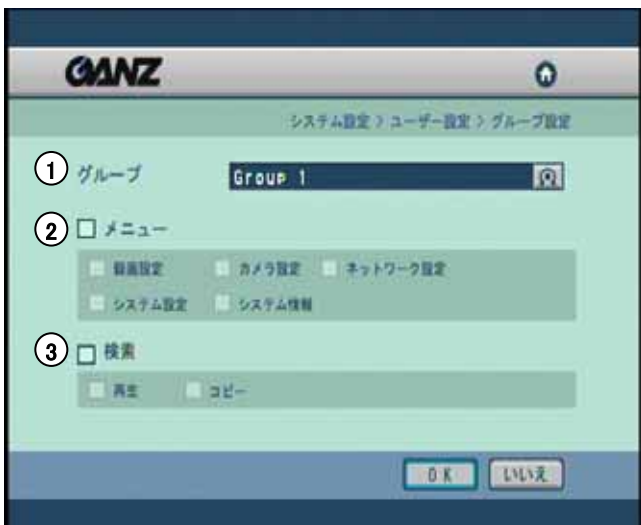 GANZ
システム設定 > ユーザー設定 > グループ設定
1 グループ Group 1
2 メニュー
録画設定 カメラ設定 ネットワーク設定
システム設定 システム情報
3 検索
再生 コピー
OK いいえ